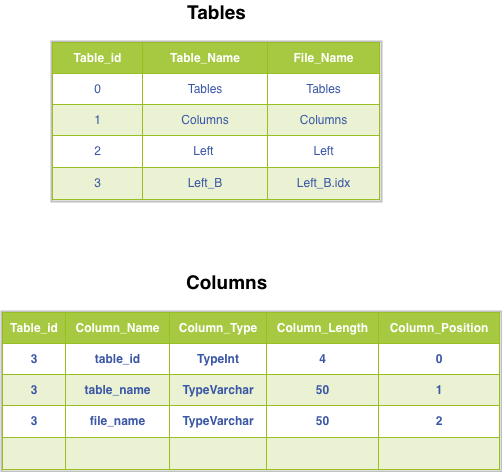 Tables
Table_id Table_Name File_Name
0 Tables Tables
1 Columns Columns
2 Left Left
3 Left_B Left_B.idx
Columns
Table_id Column_Name Column_Type Column_Length Column_Position
3 table_id TypeInt 4 0
3 table_name TypeVarchar 50 1
3 file_name TypeVarchar 50 2